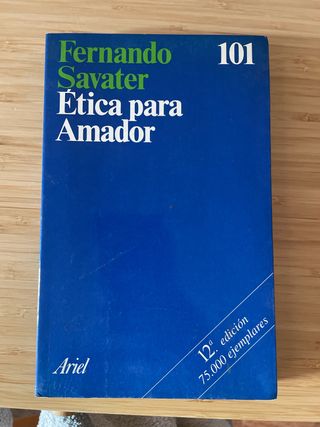 Fernando
Savater
101
Ética para
Amador
12ª edición
75.000 ejemplares
Ariel